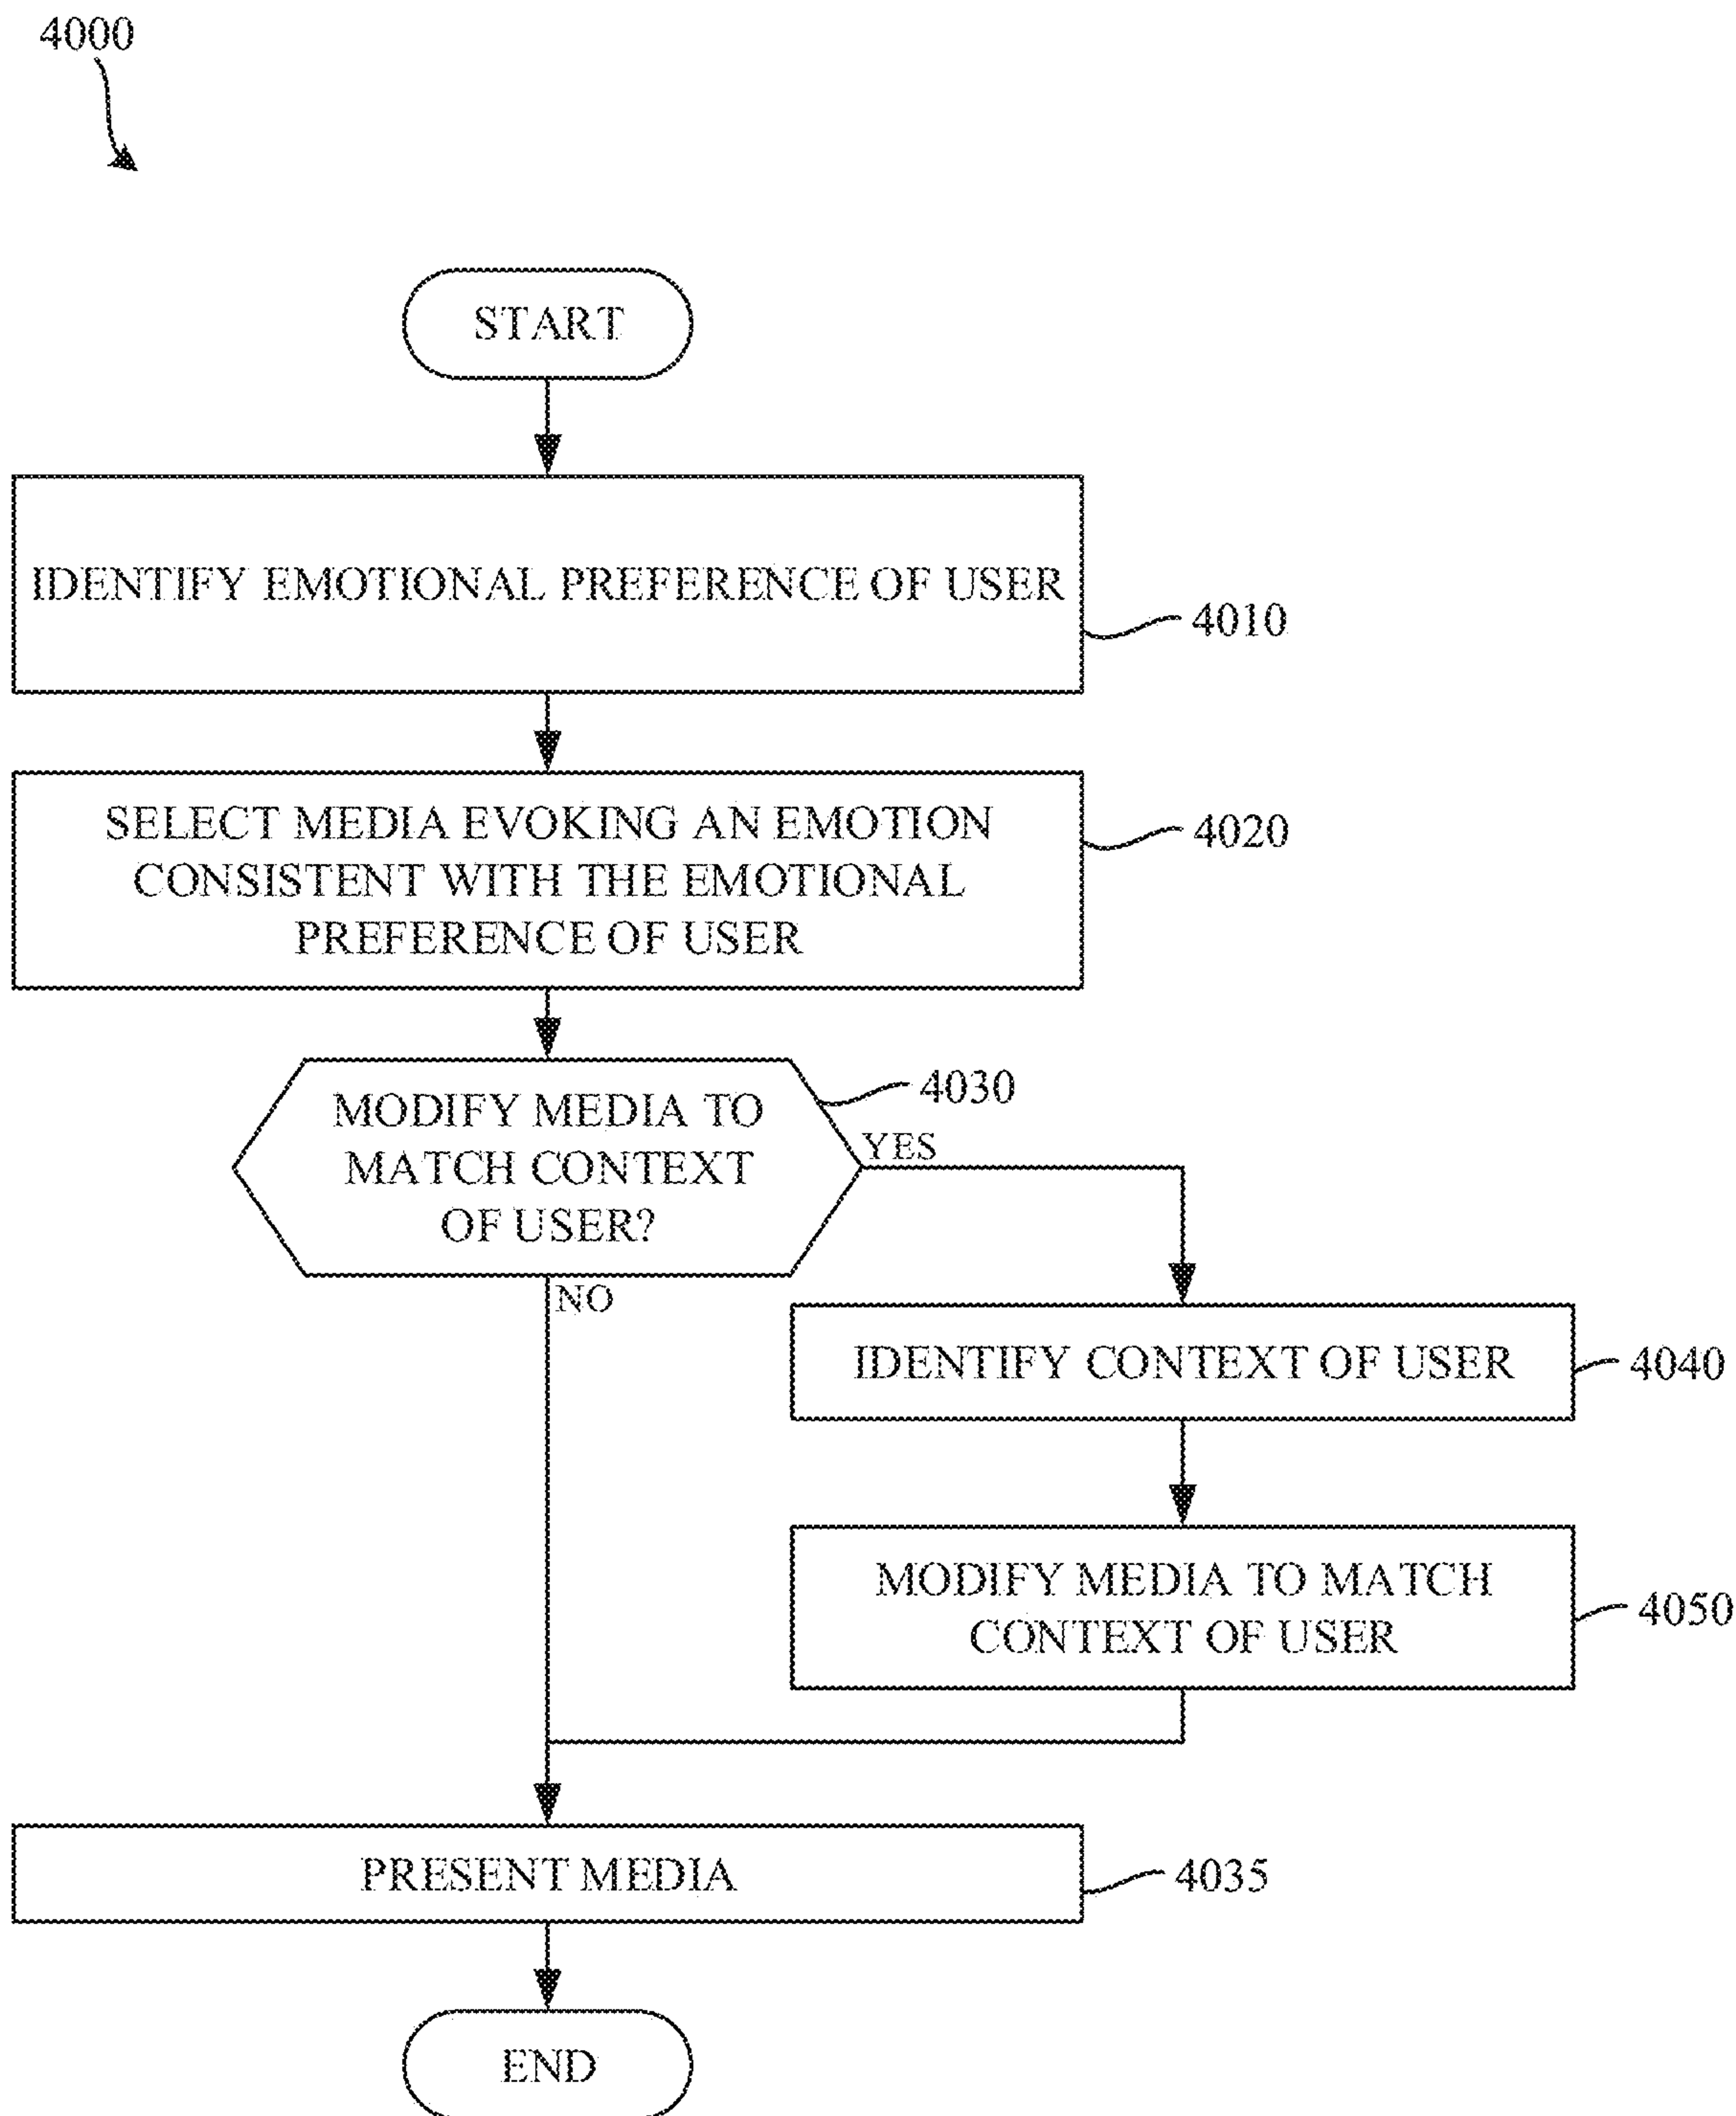 4000
START
IDENTIFY EMOTIONAL PREFERENCE OF USER
4010
SELECT MEDIA EVOKING AN EMOTION
CONSISTENT WITH THE EMOTIONAL
PREFERENCE OF USER
4020
MODIFY MEDIA TO
MATCH CONTEXT
OF USER?
4030
YES
NO
IDENTIFY CONTEXT OF USER
4040
MODIFY MEDIA TO MATCH
CONTEXT OF USER
4050
PRESENT MEDIA
4035
END